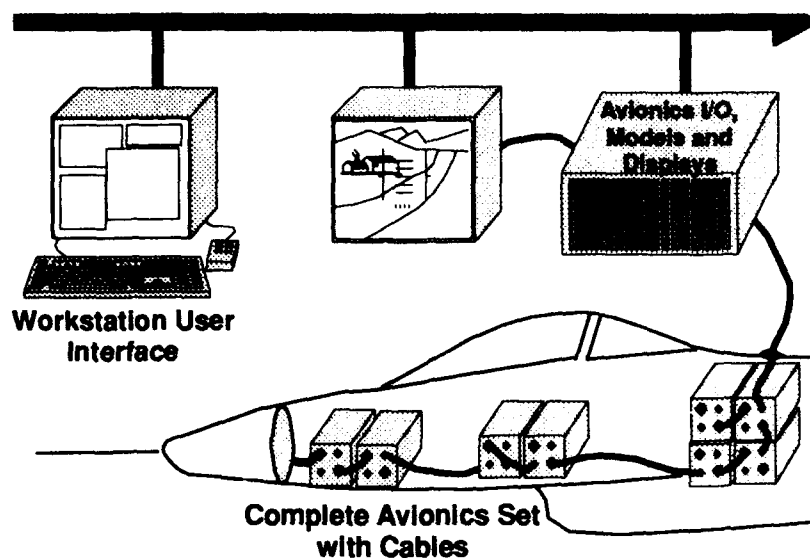 Avionics I/O,
Models and
Displays
Workstation User
Interface
Complete Avionics Set
with Cables